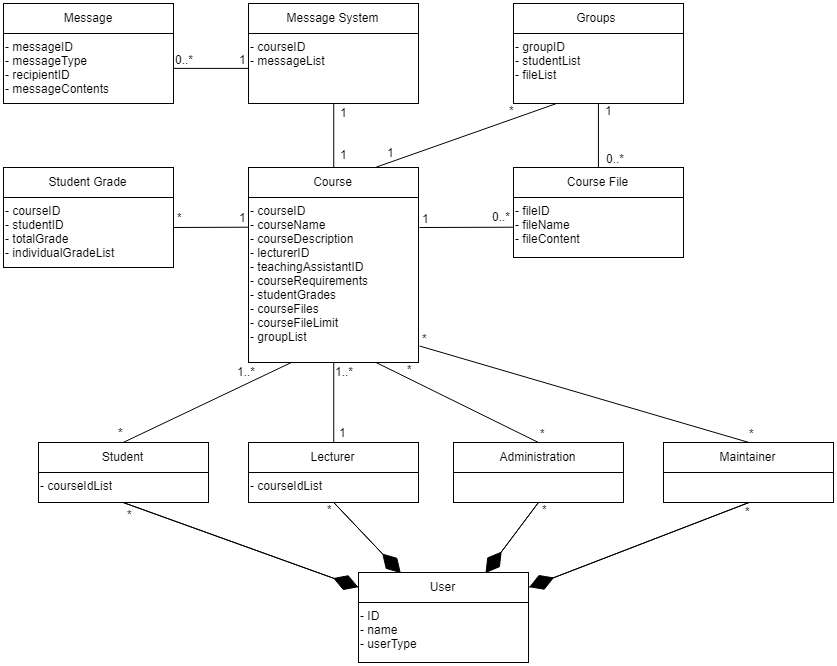 Message
- messageID
- messageType
- recipientID
- messageContents
0..*
1
Message System
- courseID
- messageList
Groups
- groupID
- studentList
- fileList
1
1
*
1
1
0..*
Student Grade
- courseID
- studentID
- totalGrade
- individualGradeList
*
1
Course
- courseID
- courseName
- courseDescription
- lecturerID
- teachingAssistantID
- courseRequirements
- studentGrades
- courseFiles
- courseFileLimit
- groupList
1
0..*
Course File
- fileID
- fileName
- fileContent
1..*
1..*
*
*
*
1
*
*
Student
- courseIdList
Lecturer
- courseIdList
Administration
Maintainer
*
*
*
*
User
- ID
- name
- userType